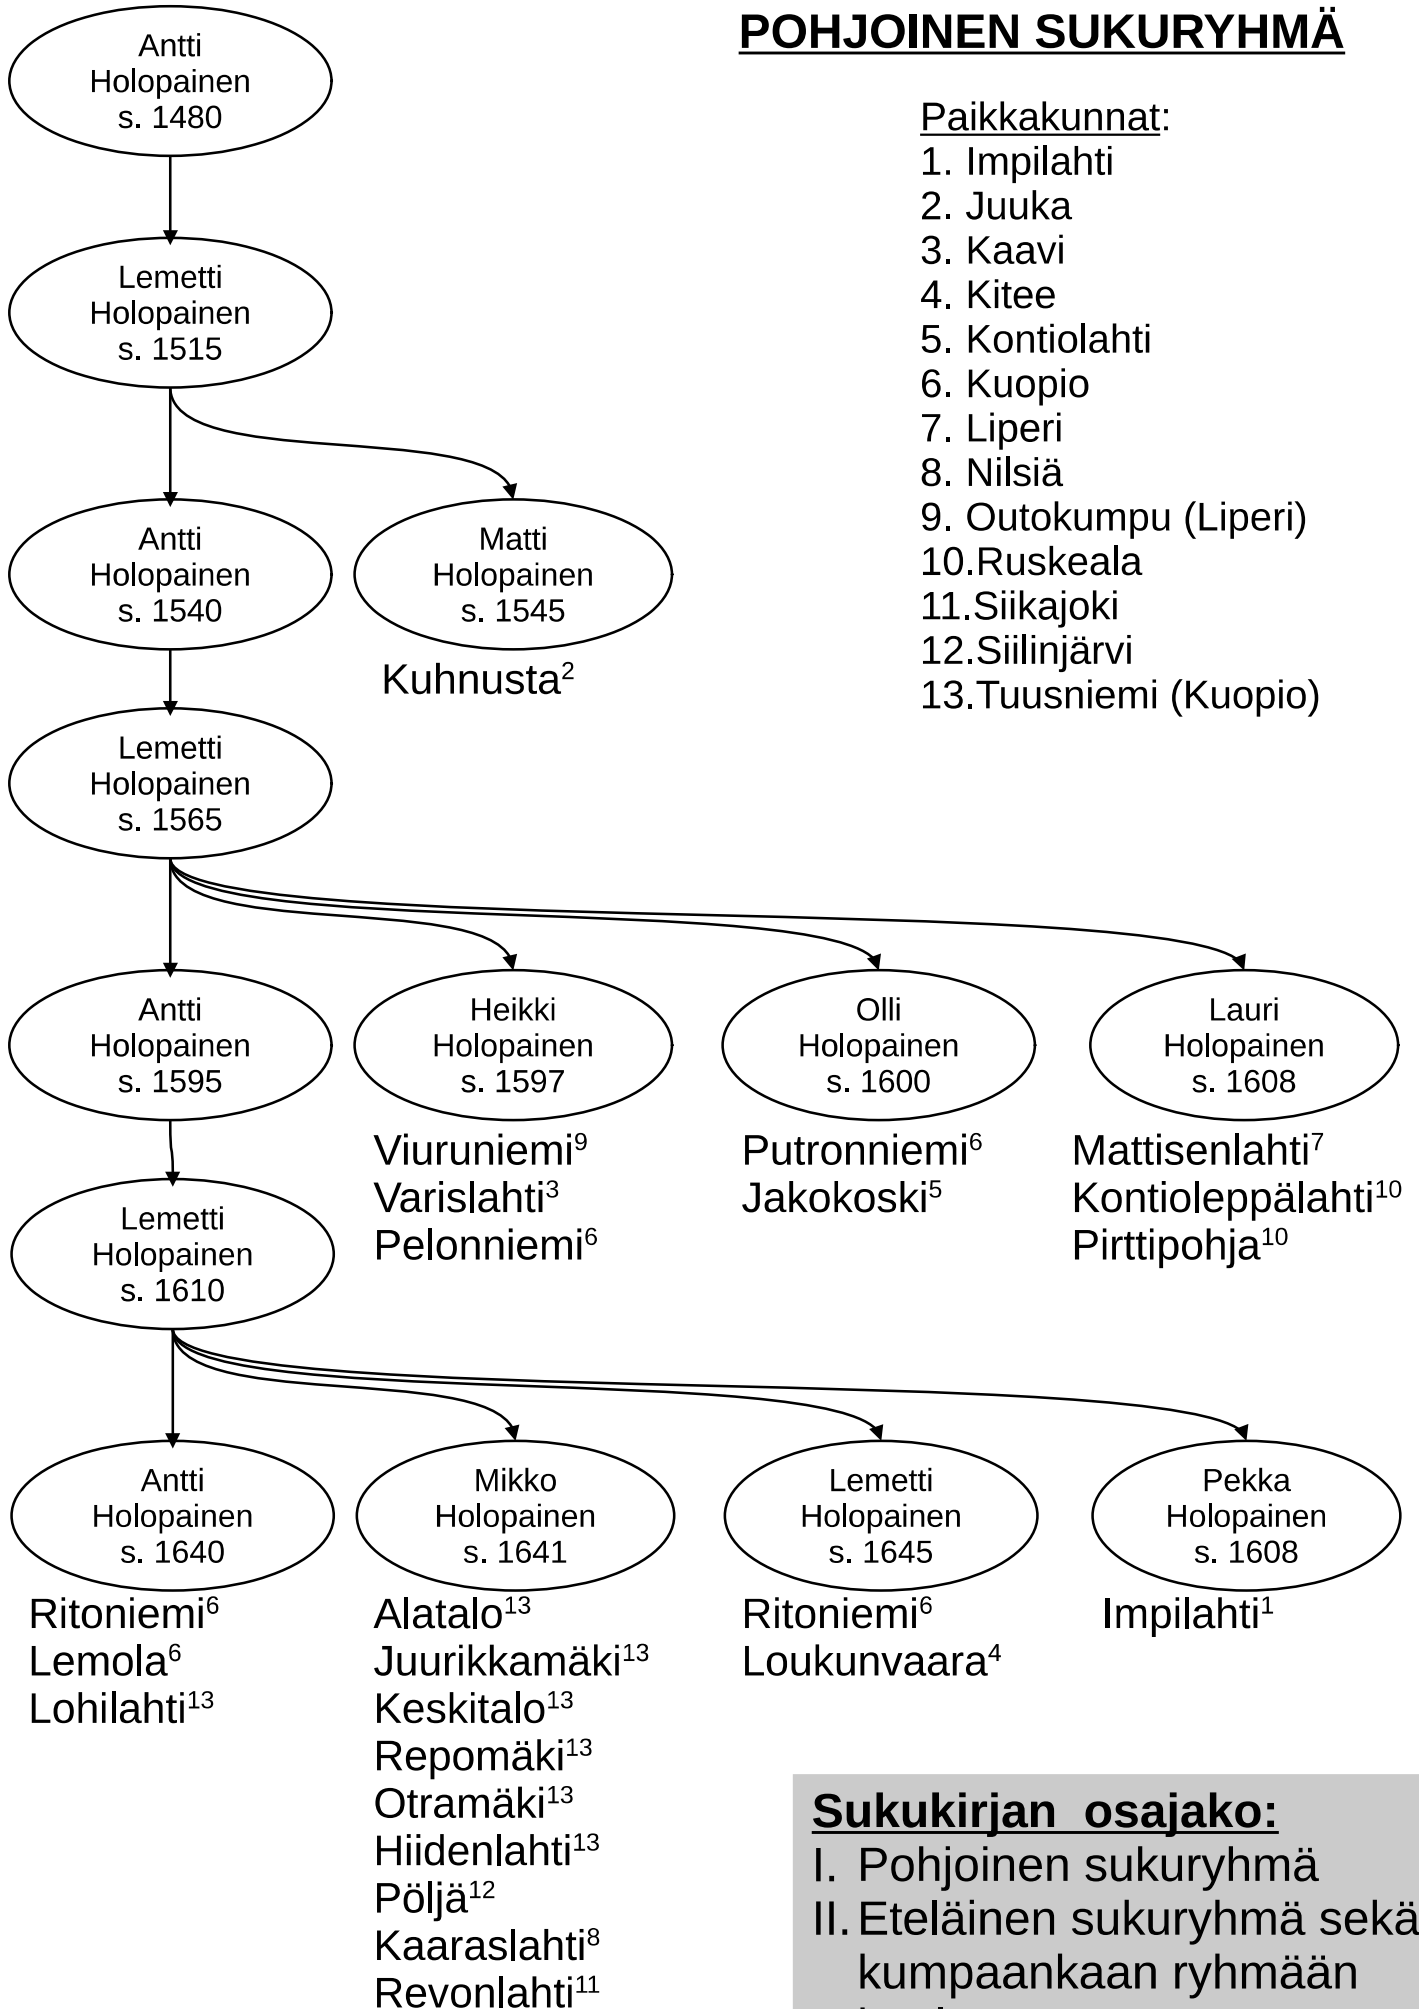 POHJOINEN SUKURYHMÄ
Antti
Holopainen
s. 1480
Paikkakunnat:
1. Impilahti
2. Juuka
3. Kaavi
4. Kitee
5. Kontiolahti
6. Kuopio
7. Liperi
8. Nilsiä
9. Outokumpu (Liperi)
10.Ruskeala
11.Siikajoki
12.Siilinjärvi
13.Tuusniemi (Kuopio)
Lemetti
Holopainen
s. 1515
Antti
Holopainen
s. 1540
Matti
Holopainen
s. 1545
Kuhnusta²
Lemetti
Holopainen
s. 1565
Antti
Holopainen
s. 1595
Heikki
Holopainen
s. 1597
Viuruniemi⁹
Varislahti³
Pelonniemi⁶
Olli
Holopainen
s. 1600
Putronniemi⁶
Jakokoski⁵
Lauri
Holopainen
s. 1608
Mattisenlahti⁷
Kontioleppälahti¹⁰
Pirttipohja¹⁰
Lemetti
Holopainen
s. 1610
Antti
Holopainen
s. 1640
Ritoniemi⁶
Lemola⁶
Lohilahti¹³
Mikko
Holopainen
s. 1641
Alatalo¹³
Juurikkamäki¹³
Keskitalo¹³
Repomäki¹³
Otramäki¹³
Hiidenlahti¹³
Pöljä¹²
Kaaraslahti⁸
Revonlahti¹¹
Lemetti
Holopainen
s. 1645
Ritoniemi⁶
Loukunvaara⁴
Pekka
Holopainen
s. 1608
Impilahti¹
Sukukirjan osajako:
I. Pohjoinen sukuryhmä
II. Eteläinen sukuryhmä sekä
kumpaankaan ryhmään